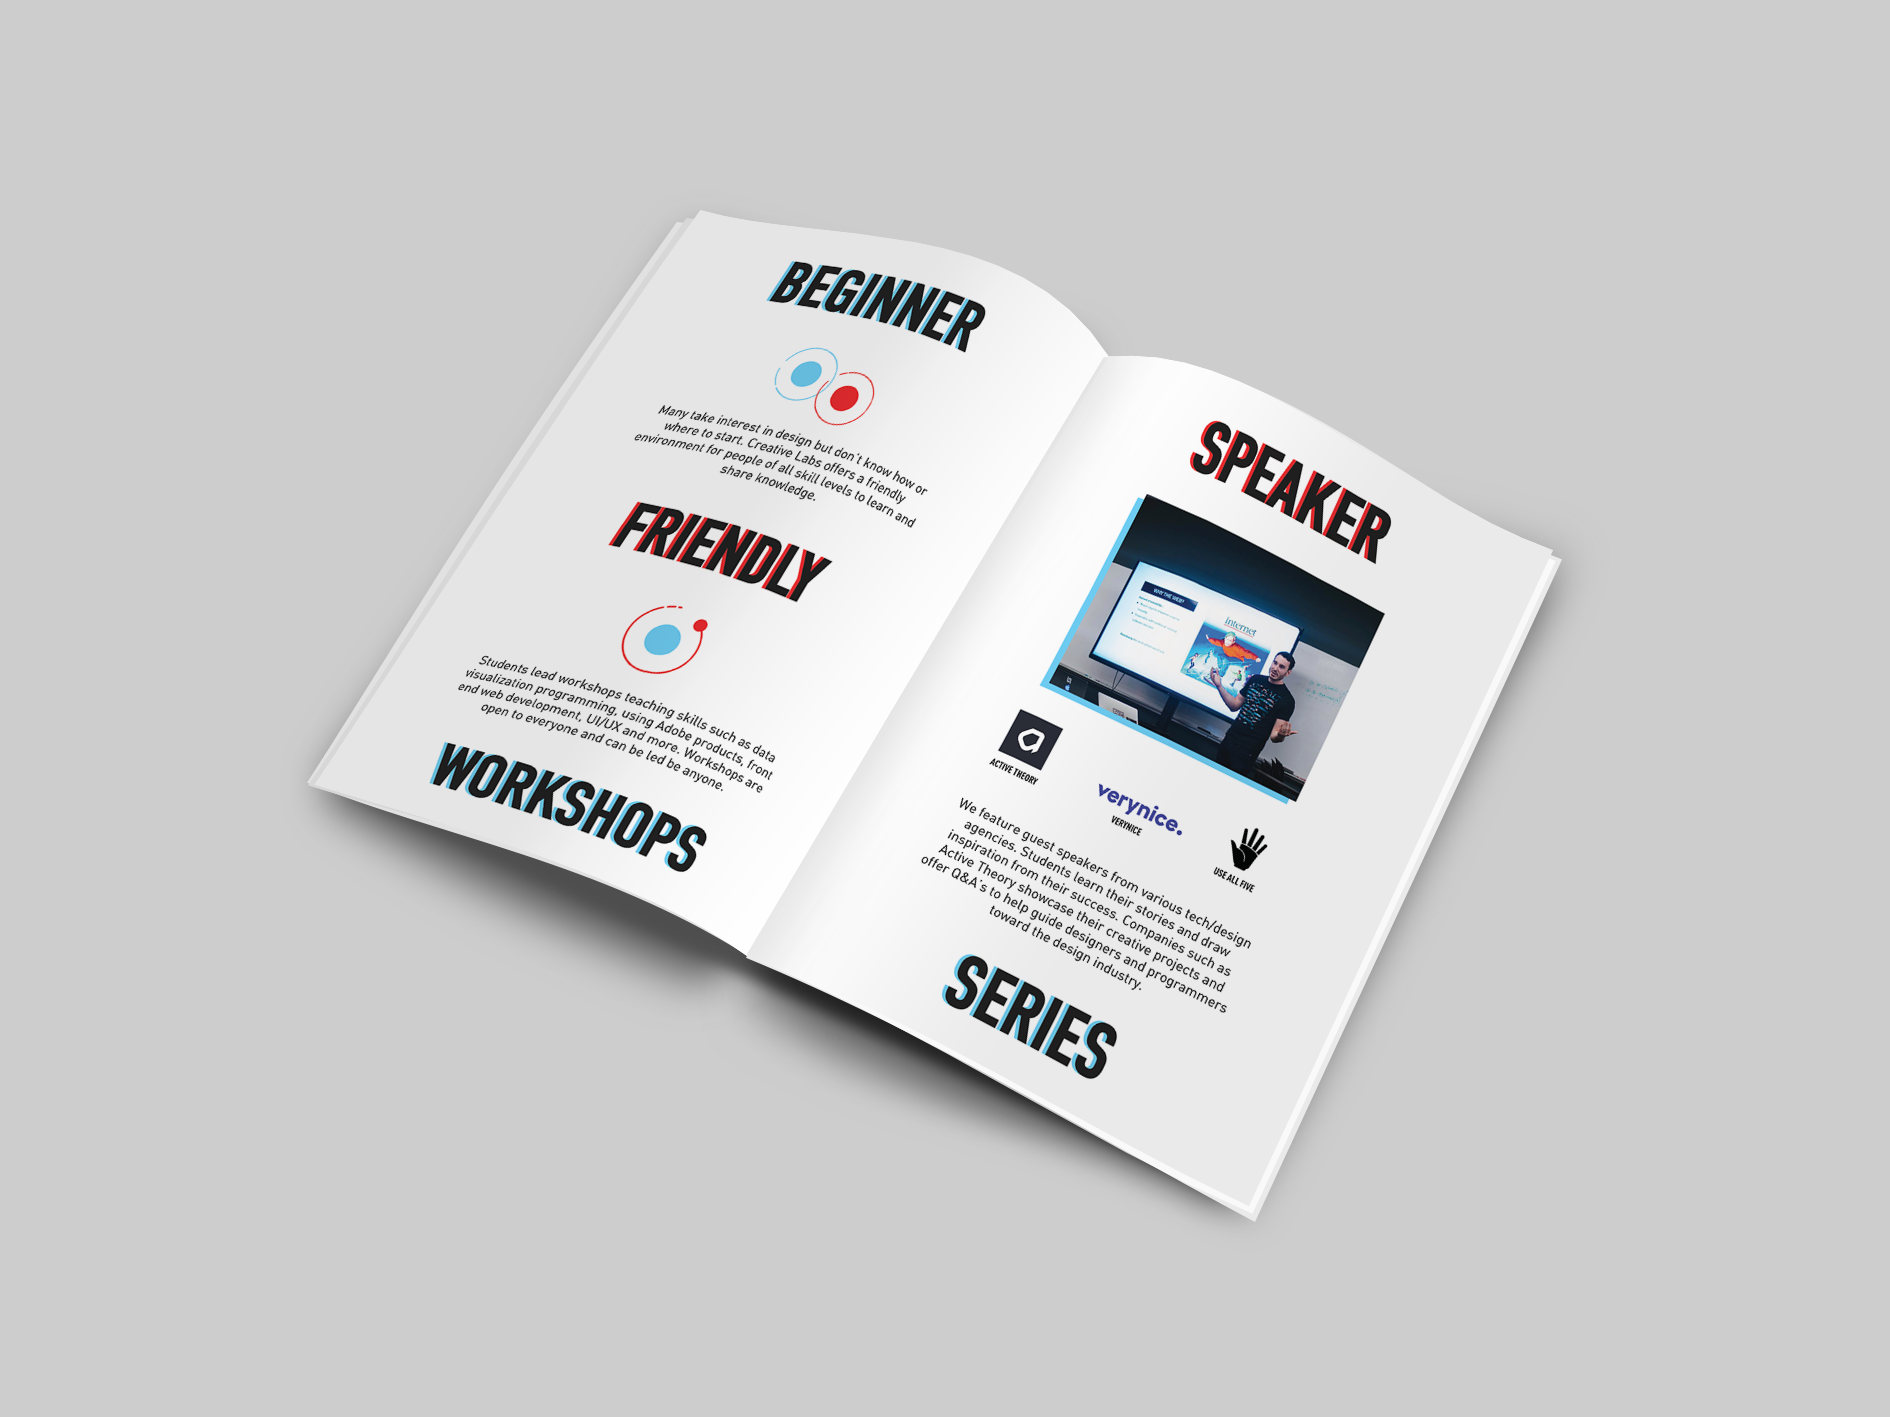 BEGINNER
Many take interest in design but don't know how or
where to start. Creative Labs offers a friendly
environment for people of all skill levels to learn and
share knowledge.
FRIENDLY
Students lead workshops teaching skills such as data
visualization programming, using Adobe products, front
end web development, UI/UX and more. Workshops are
open to everyone and can be led be anyone.
WORKSHOPS
SPEAKER
WHY THE WEB?
internet
ACTIVE THEORY
verynice.
VERYNICE
USE ALL FIVE
We feature guest speakers from various tech/design
agencies. Students learn their stories and draw
inspiration from their success. Companies such as
Active Theory showcase their creative projects and
offer Q&A's to help guide designers and programmers
toward the design industry.
SERIES